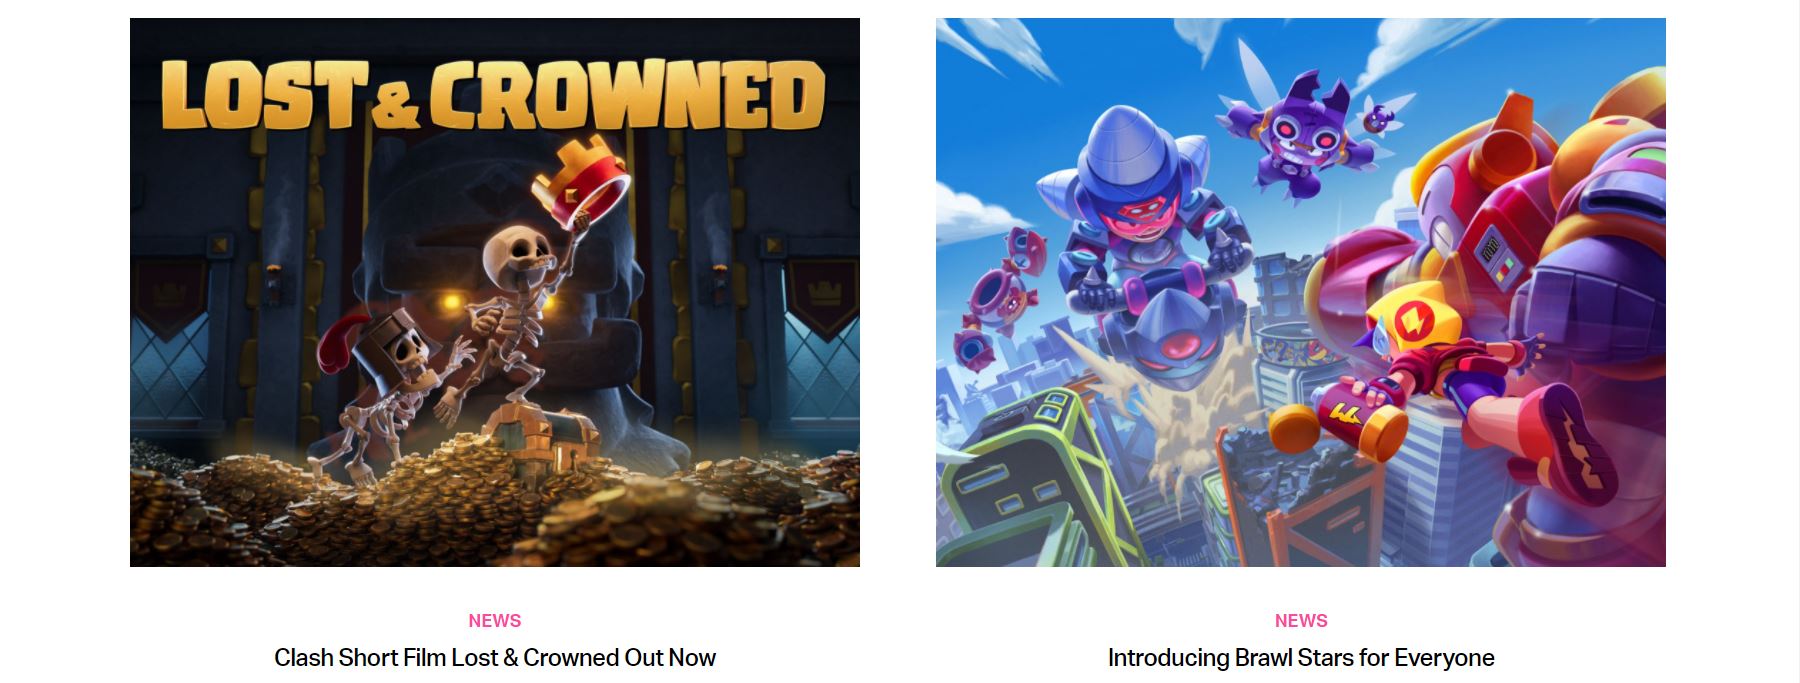 LOST & CROWNED
NEWS
Clash Short Film Lost & Crowned Out Now
NEWS
Introducing Brawl Stars for Everyone